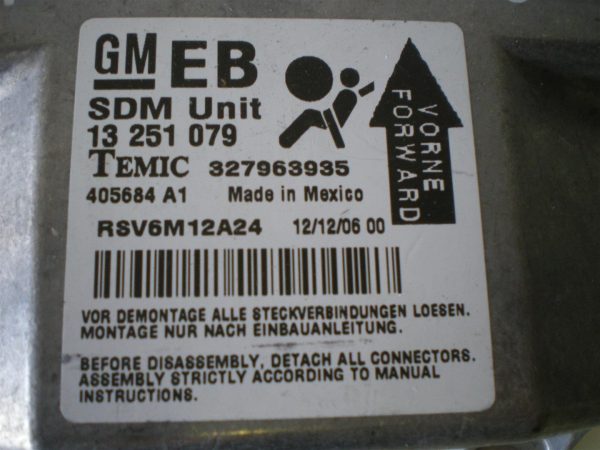 GM EB
SDM Unit
13 251 079
TEMIC 327963935
405684 A1 Made in Mexico
RSV6M12A24 12/12/06 00
VORNE
FORWARD
VOR DEMONTAGE ALLE STECKVERBINDUNGEN LOESEN.
MONTAGE NUR NACH EINBAUANLEITUNG.
BEFORE DISASSEMBLY, DETACH ALL CONNECTORS.
ASSEMBLY STRICTLY ACCORDING TO MANUAL
INSTRUCTIONS.